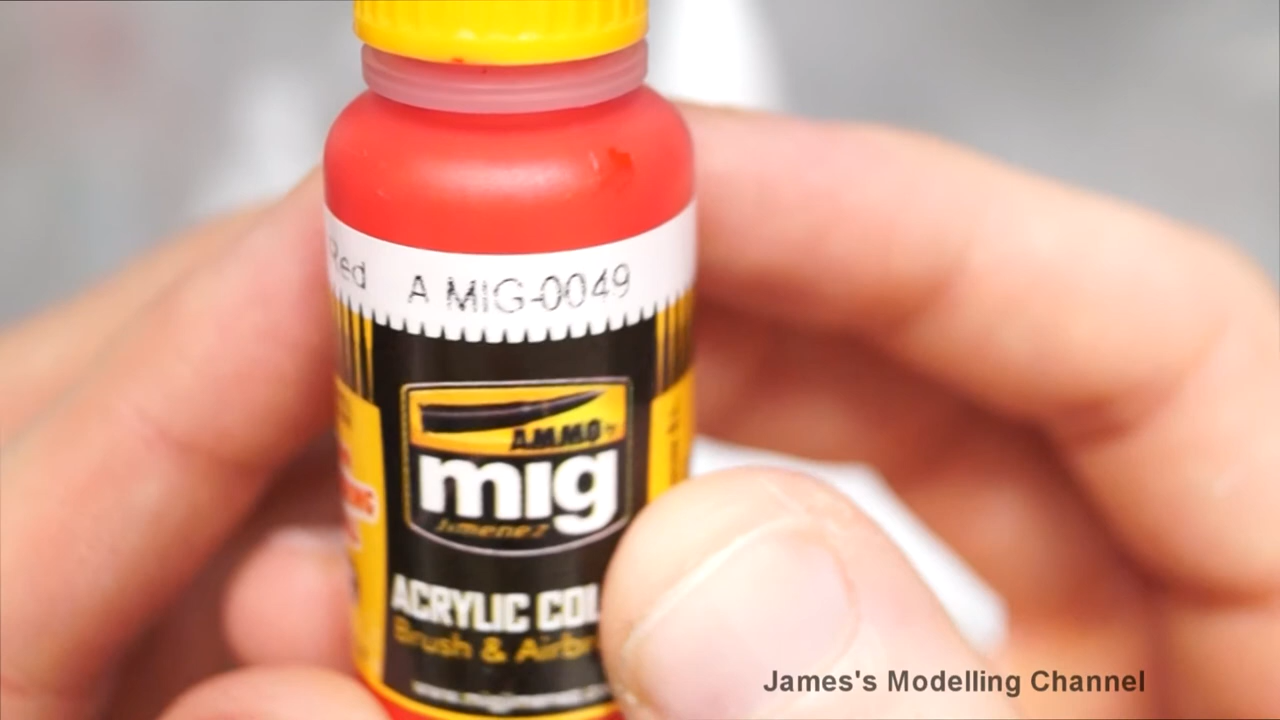 Red A MIG-0049
AMMO
mig
Jimenez
ACRYLIC COL
Brush & Airbr
James's Modelling Channel